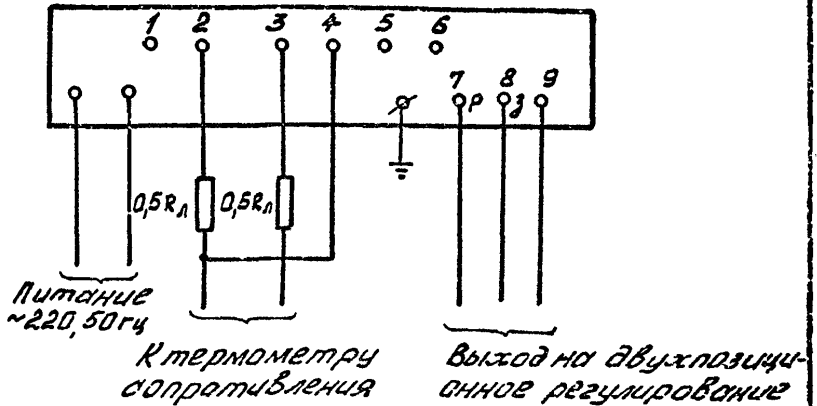 1 2 3 4 5 6
7 8 9
р з
0,5Rл 0,5Rл
Питание
~220,50гц
К термометру
сопротивления
Выход на двухпозици-
онное регулирование